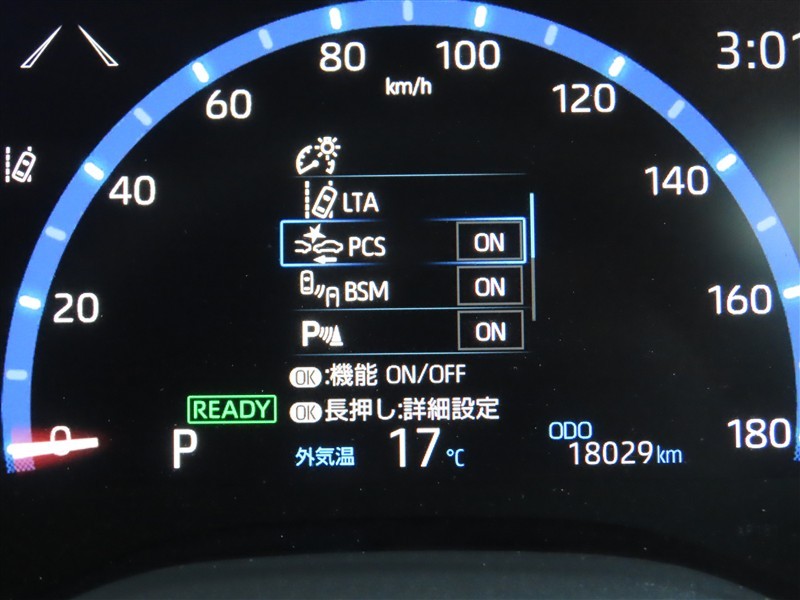 80
100
3:01
km/h
60
120
40
LTA
140
PCS ON
BSM ON
20
160
P ON
OK:機能 ON/OFF
OK長押し:詳細設定
READY
0
P
外気温 17℃
ODO
18029km
180